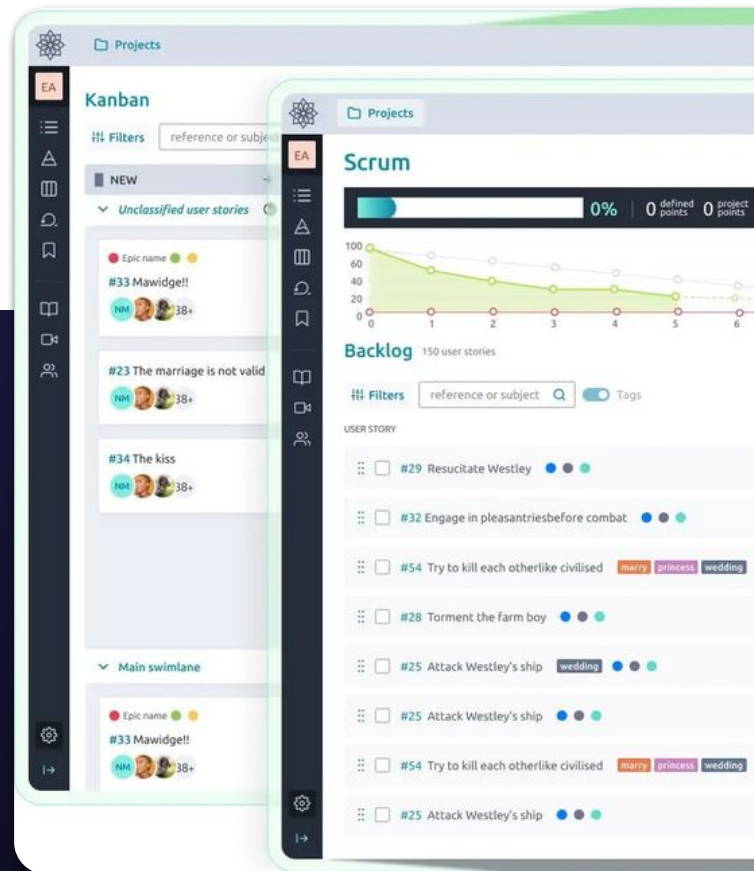 Projects
EA
Kanban
Filters
reference or subje
NEW
Unclassified user stories
Epic name
#33 Mawidge!!
NM 38+
#23 The marriage is not valid
NM 38+
#34 The kiss
NM 38+
Main swimlane
Epic name
#33 Mawidge!!
NM 38+
Projects
EA
Scrum
0% 0 defined points 0 project points
100
60
40
20
0
0 1 2 3 4 5 6
Backlog 150 user stories
Filters reference or subject Tags
USER STORY
#29 Resucitate Westley
#32 Engage in pleasantriesbefore combat
#54 Try to kill each otherlike civilised marry princess wedding
#28 Torment the farm boy
#25 Attack Westley's ship wedding
#25 Attack Westley's ship
#54 Try to kill each otherlike civilised marry princess wedding
#25 Attack Westley's ship